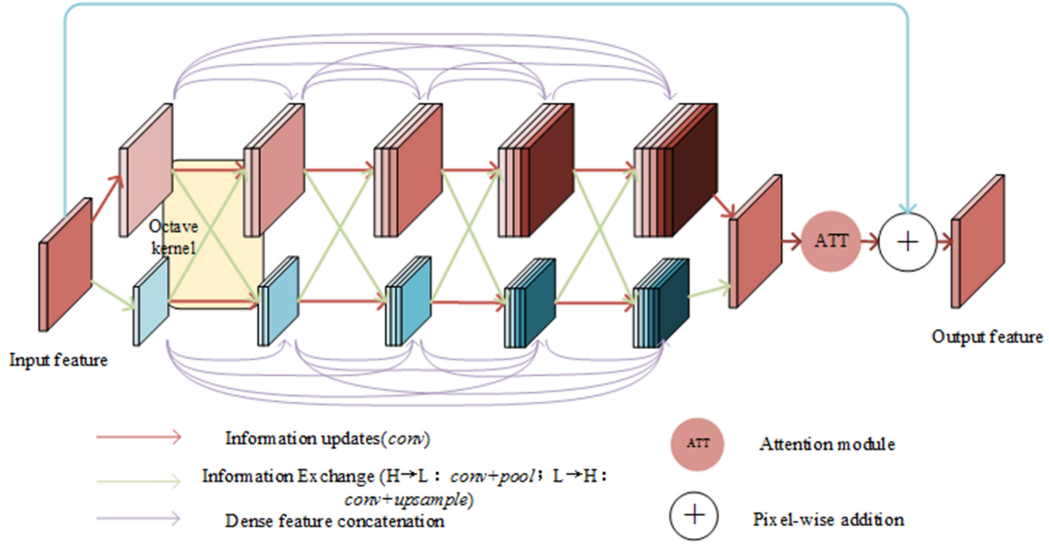 Octave
kernel
ATT
+
Input feature
Output feature
Information updates(conv)
ATT
Attention module
Information Exchange (H→L：conv+pool；L→H：
conv+upsample)
Dense feature concatenation
+
Pixel-wise addition